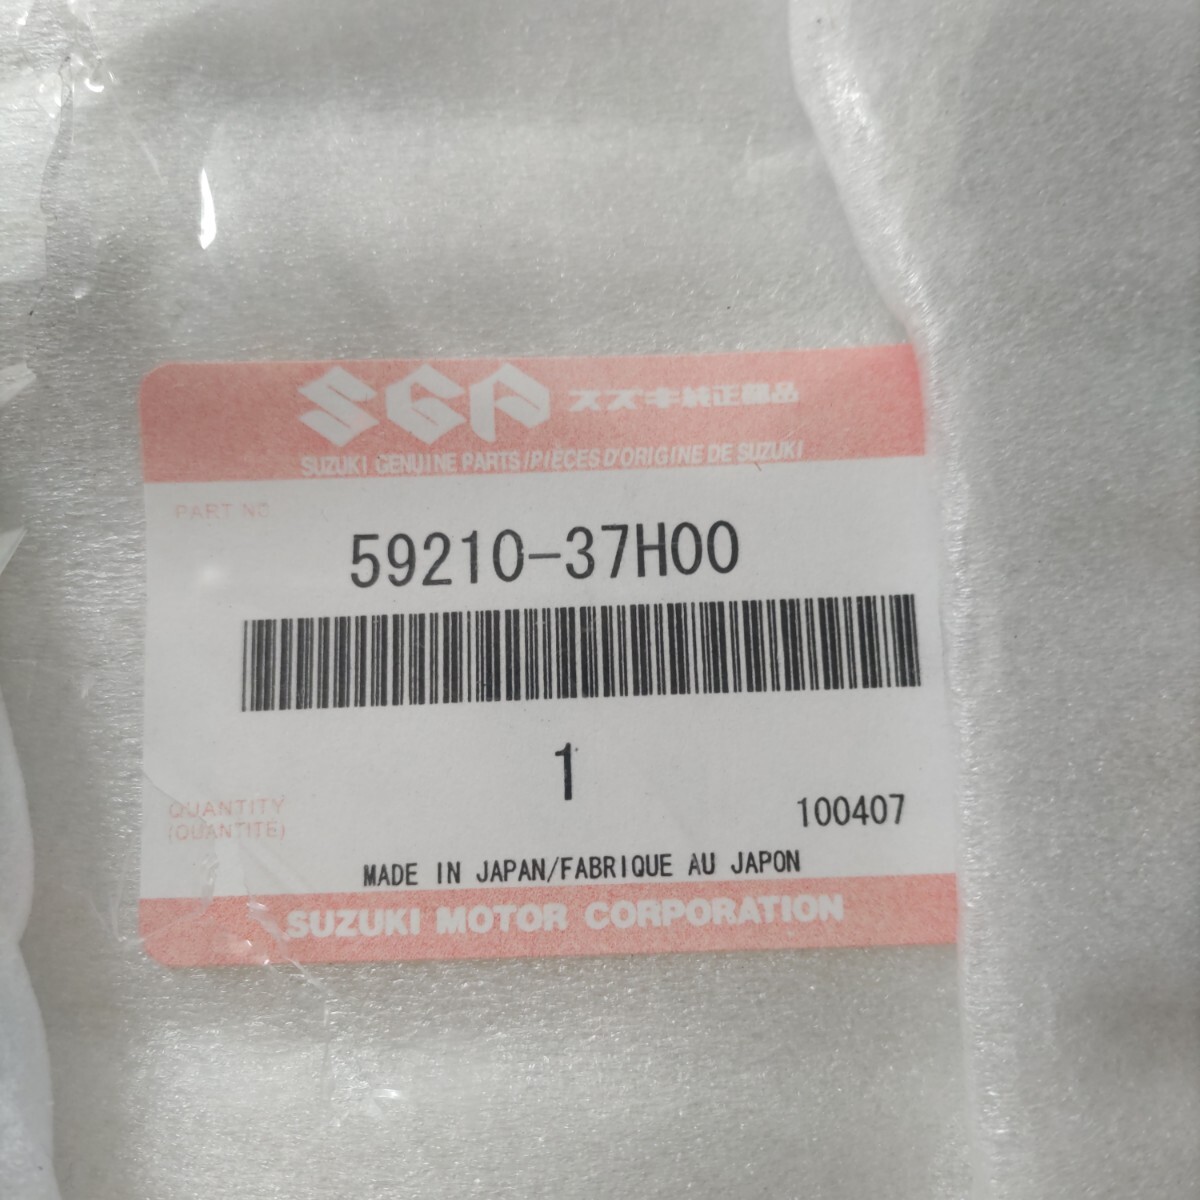 SGP スズキ純正部品
SUZUKI GENUINE PARTS/PIÈCES D'ORIGINE DE SUZUKI
PART NO.
59210-37H00
1
QUANTITY
(QUANTITE)
100407
MADE IN JAPAN/FABRIQUE AU JAPON
SUZUKI MOTOR CORPORATION